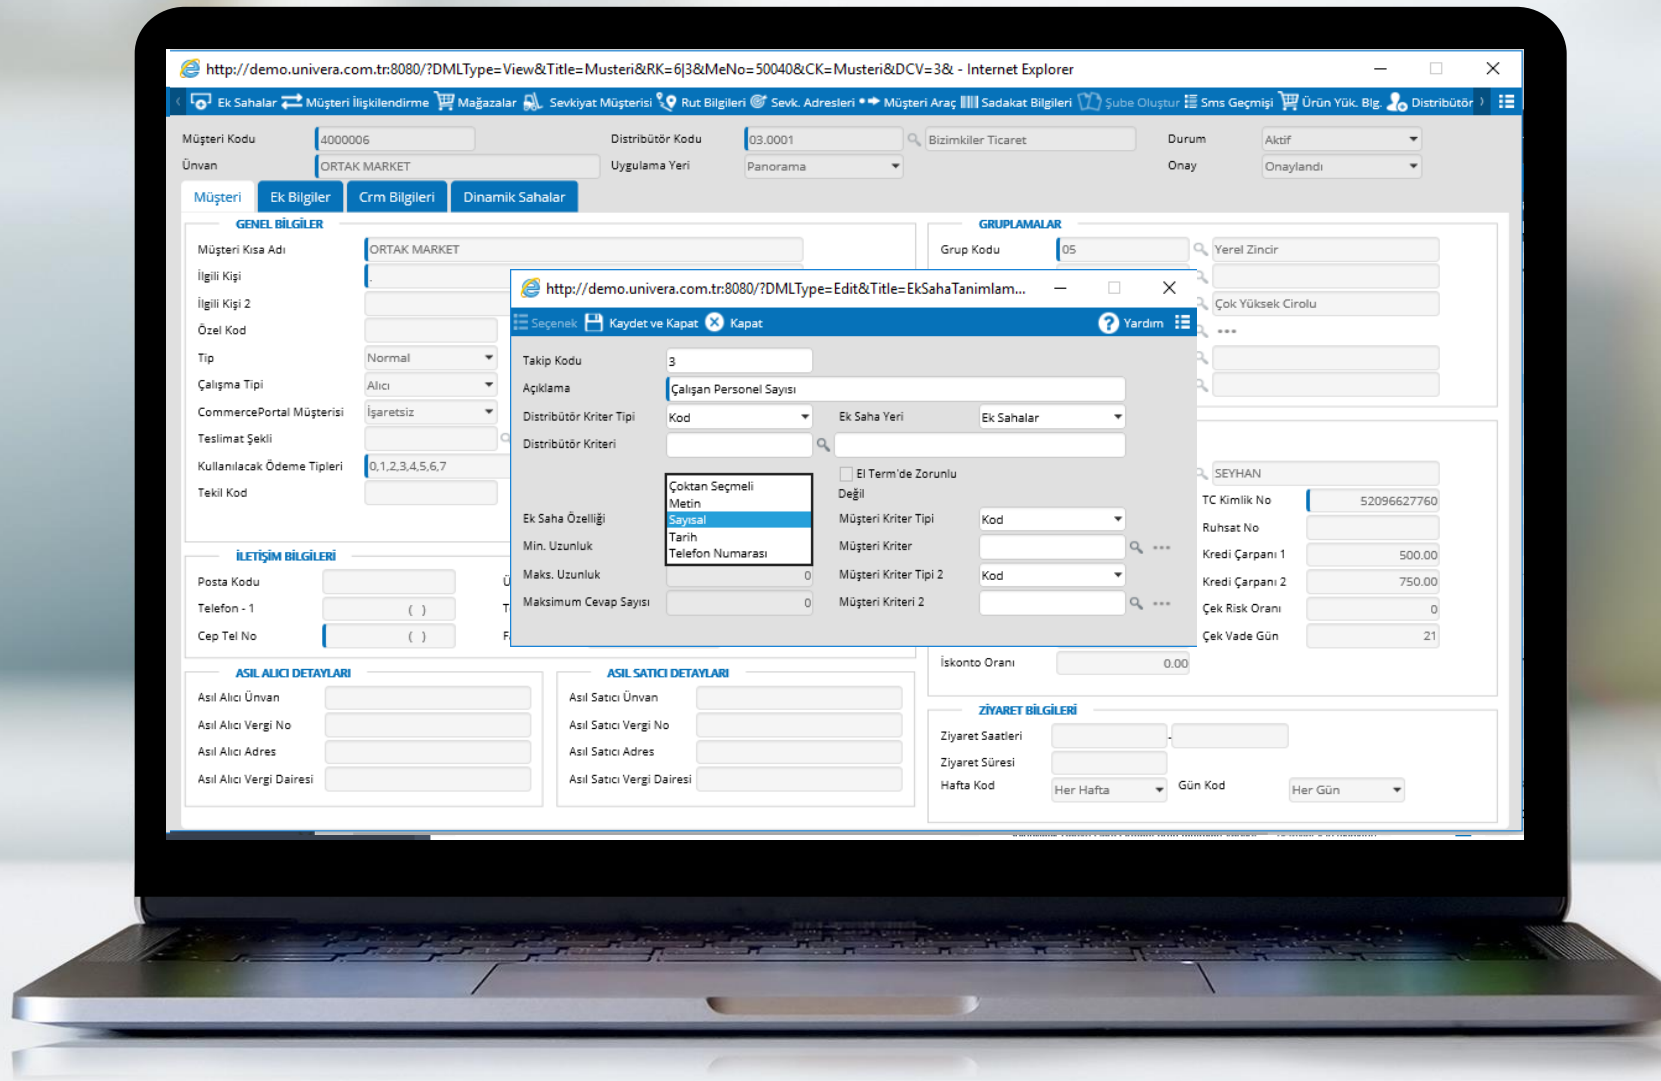 http://demo.univera.com.tr:8080/?DMLType=View&Title=Musteri&RK=6|3&MeNo=50040&CK=Musteri&DCV=3& - Internet Explorer
Ek Sahalar Müşteri İlişkilendirme Mağazalar Sevkiyat Müşterisi Rut Bilgileri Sevk. Adresleri Müşteri Araç Sadakat Bilgileri Şube Oluştur Sms Geçmişi Ürün Yük. Blg. Distribütör
Müşteri Kodu 4000006 Distribütör Kodu 03.0001 Bizimkiler Ticaret Durum Aktif
Ünvan ORTAK MARKET Uygulama Yeri Panorama Onay Onaylandı
Müşteri Ek Bilgiler Crm Bilgileri Dinamik Sahalar
GENEL BİLGİLER
Müşteri Kısa Adı ORTAK MARKET
İlgili Kişi .
İlgili Kişi 2
Özel Kod
Tip Normal
Çalışma Tipi Alıcı
CommercePortal Müşterisi İşaretsiz
Teslimat Şekli
Kullanılacak Ödeme Tipleri 0,1,2,3,4,5,6,7
Tekil Kod
GRUPLAMALAR
Grup Kodu 05 Yerel Zincir
Çok Yüksek Cirolu
http://demo.univera.com.tr:8080/?DMLType=Edit&Title=EkSahaTanimlam...
Seçenek Kaydet ve Kapat Kapat Yardım
Takip Kodu 3
Açıklama Çalışan Personel Sayısı
Distribütör Kriter Tipi Kod Ek Saha Yeri Ek Sahalar
Distribütör Kriteri
El Term'de Zorunlu
Değil
Çoktan Seçmeli
Metin
Sayısal
Tarih
Telefon Numarası
Ek Saha Özelliği Müşteri Kriter Tipi Kod
Min. Uzunluk Müşteri Kriter
Maks. Uzunluk 0 Müşteri Kriter Tipi 2 Kod
Maksimum Cevap Sayısı 0 Müşteri Kriteri 2
SEYHAN
TC Kimlik No 52096627760
Ruhsat No
Kredi Çarpanı 1 500.00
Kredi Çarpanı 2 750.00
Çek Risk Oranı 0
Çek Vade Gün 21
İskonto Oranı 0.00
İLETİŞİM BİLGİLERİ
Posta Kodu
Telefon - 1 ( )
Cep Tel No ( )
ASIL ALICI DETAYLARI
Asıl Alıcı Ünvan
Asıl Alıcı Vergi No
Asıl Alıcı Adres
Asıl Alıcı Vergi Dairesi
ASIL SATICI DETAYLARI
Asıl Satıcı Ünvan
Asıl Satıcı Vergi No
Asıl Satıcı Adres
Asıl Satıcı Vergi Dairesi
ZİYARET BİLGİLERİ
Ziyaret Saatleri -
Ziyaret Süresi
Hafta Kod Her Hafta Gün Kod Her Gün